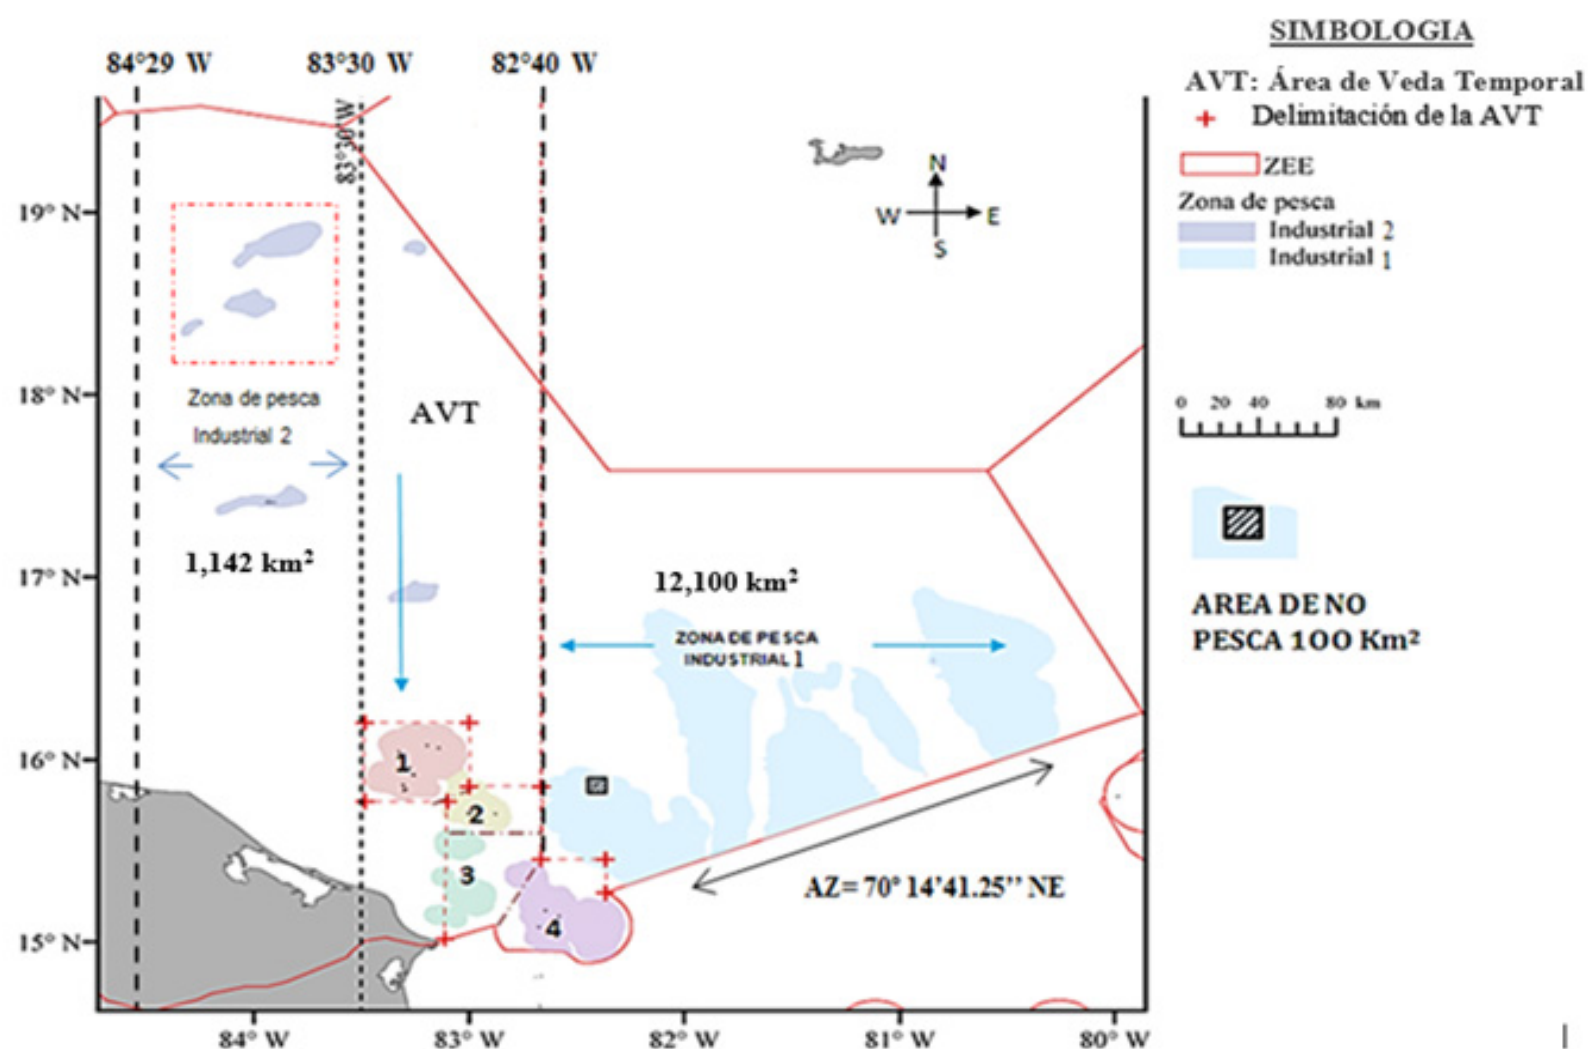 84°29 W 83°30 W 82°40 W
83°30 W
19° N
18° N
17° N
16° N
15° N
84° W 83° W 82° W 81° W 80° W
N
W E
S
Zona de pesca
Industrial 2
AVT
1,142 km²
12,100 km²
ZONA DE PESCA
INDUSTRIAL 1
1
2
3
4
AZ= 70º 14’41.25’’ NE
SIMBOLOGIA
AVT: Área de Veda Temporal
Delimitación de la AVT
ZEE
Zona de pesca
Industrial 2
Industrial 1
0 20 40 80 km
AREA DE NO
PESCA 1OO Km²